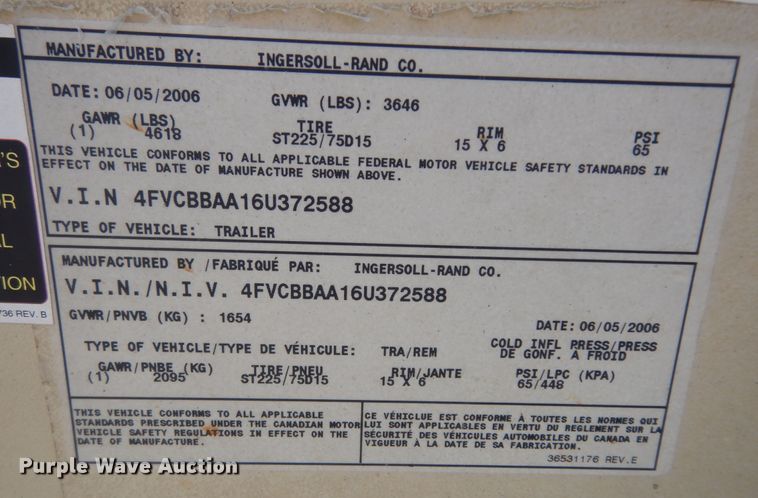 MANUFACTURED BY: INGERSOLL-RAND CO.
DATE: 06/05/2006 GVWR (LBS): 3646
GAWR (LBS) TIRE RIM PSI
(1) 4618 ST225/75D15 15 X 6 65
THIS VEHICLE CONFORMS TO ALL APPLICABLE FEDERAL MOTOR VEHICLE SAFETY STANDARDS IN
EFFECT ON THE DATE OF MANUFACTURE SHOWN ABOVE.
V.I.N 4FVCBBAA16U372588
TYPE OF VEHICLE: TRAILER
MANUFACTURED BY /FABRIQUÉ PAR: INGERSOLL-RAND CO.
V.I.N./N.I.V. 4FVCBBAA16U372588
GVWR/PNVB (KG) : 1654 DATE: 06/05/2006
TYPE OF VEHICLE/TYPE DE VÉHICULE: TRA/REM COLD INFL PRESS/PRESS
DE GONF. A FROID
GAWR/PNBE (KG) TIRE/PNEU RIM/JANTE PSI/LPC (KPA)
(1) 2095 ST225/75D15 15 X 6 65/448
THIS VEHICLE CONFORMS TO ALL APPLICABLE
STANDARDS PRESCRIBED UNDER THE CANADIAN MOTOR
VEHICLE SAFETY REGULATIONS IN EFFECT ON THE
DATE OF MANUFACTURE.
CE VÉHICLUE EST CONFORME À TOUTES LES NORMES QUI
LUI SONT APPLICABLES EN VERTU DU REGLEMENT SUR LA
SÉCURITÉ DES VÉHICULES AUTOMOBILES DU CANADA EN
VIGUEUR À LA DATE DE SA FABRICATION.
36531176 REV.E
'S
OR
AL
TION
736 REV. B
Purple Wave Auction